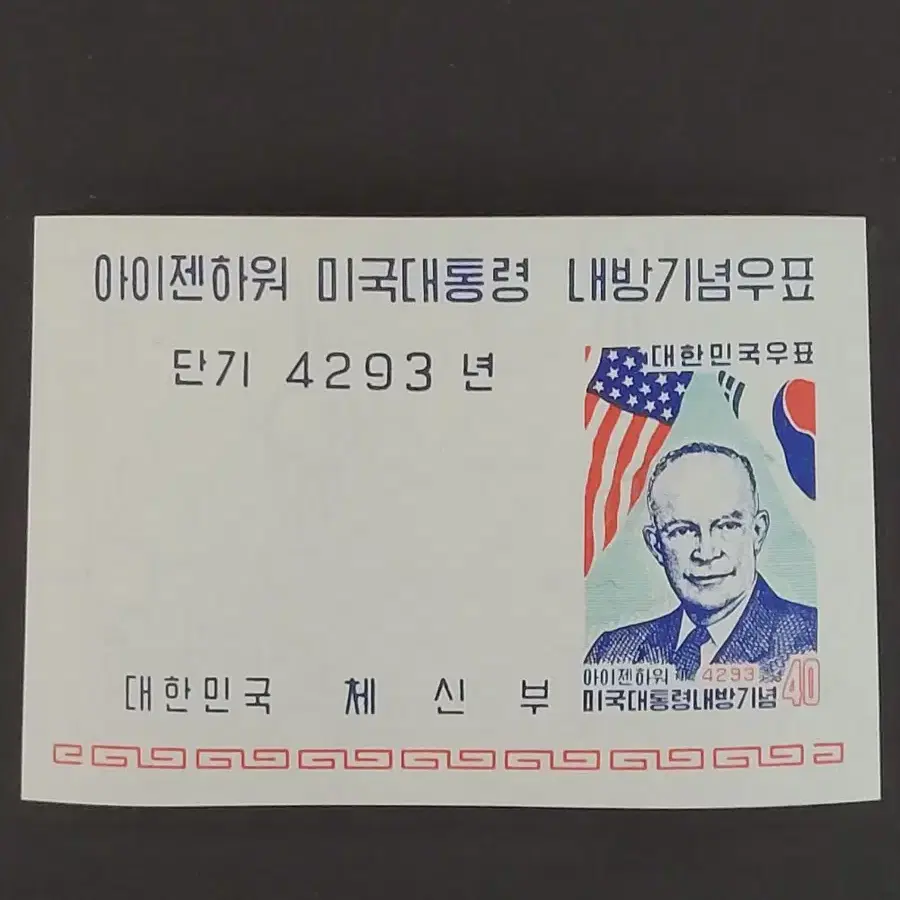 아이젠하워 미국대통령 내방기념우표
단기 4293 년
대한민국우표
아이젠하워 4293
미국대통령내방기념 40
대한민국 체 신 부